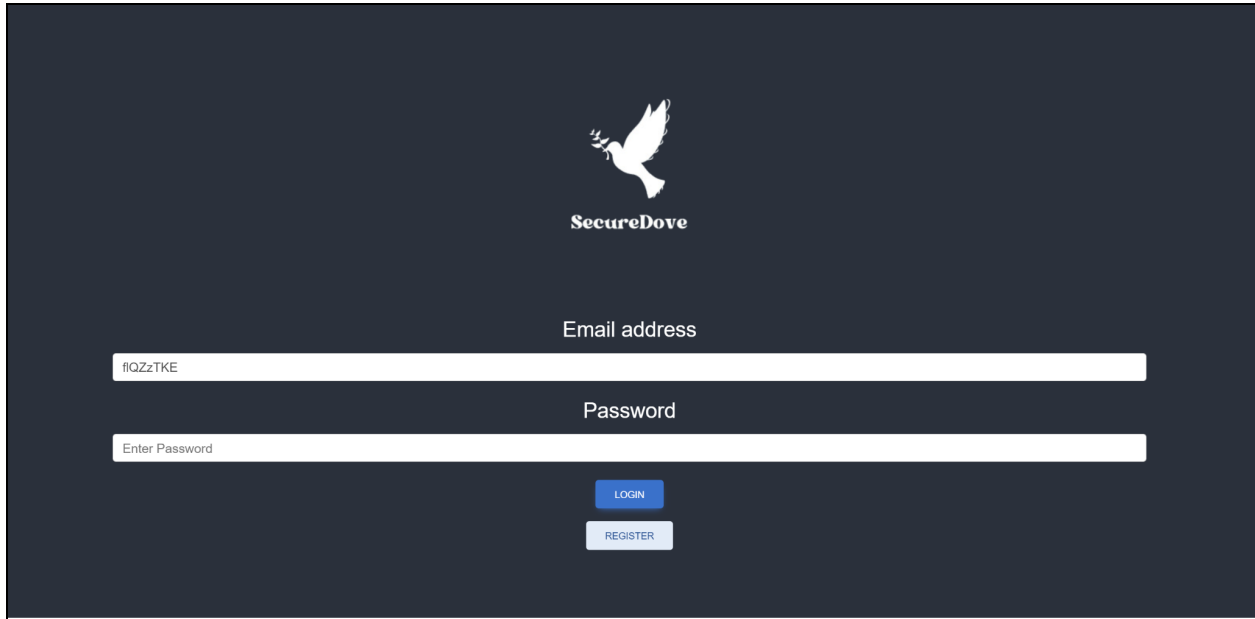 SecureDove
Email address
flQZzTKE
Password
Enter Password
LOGIN
REGISTER